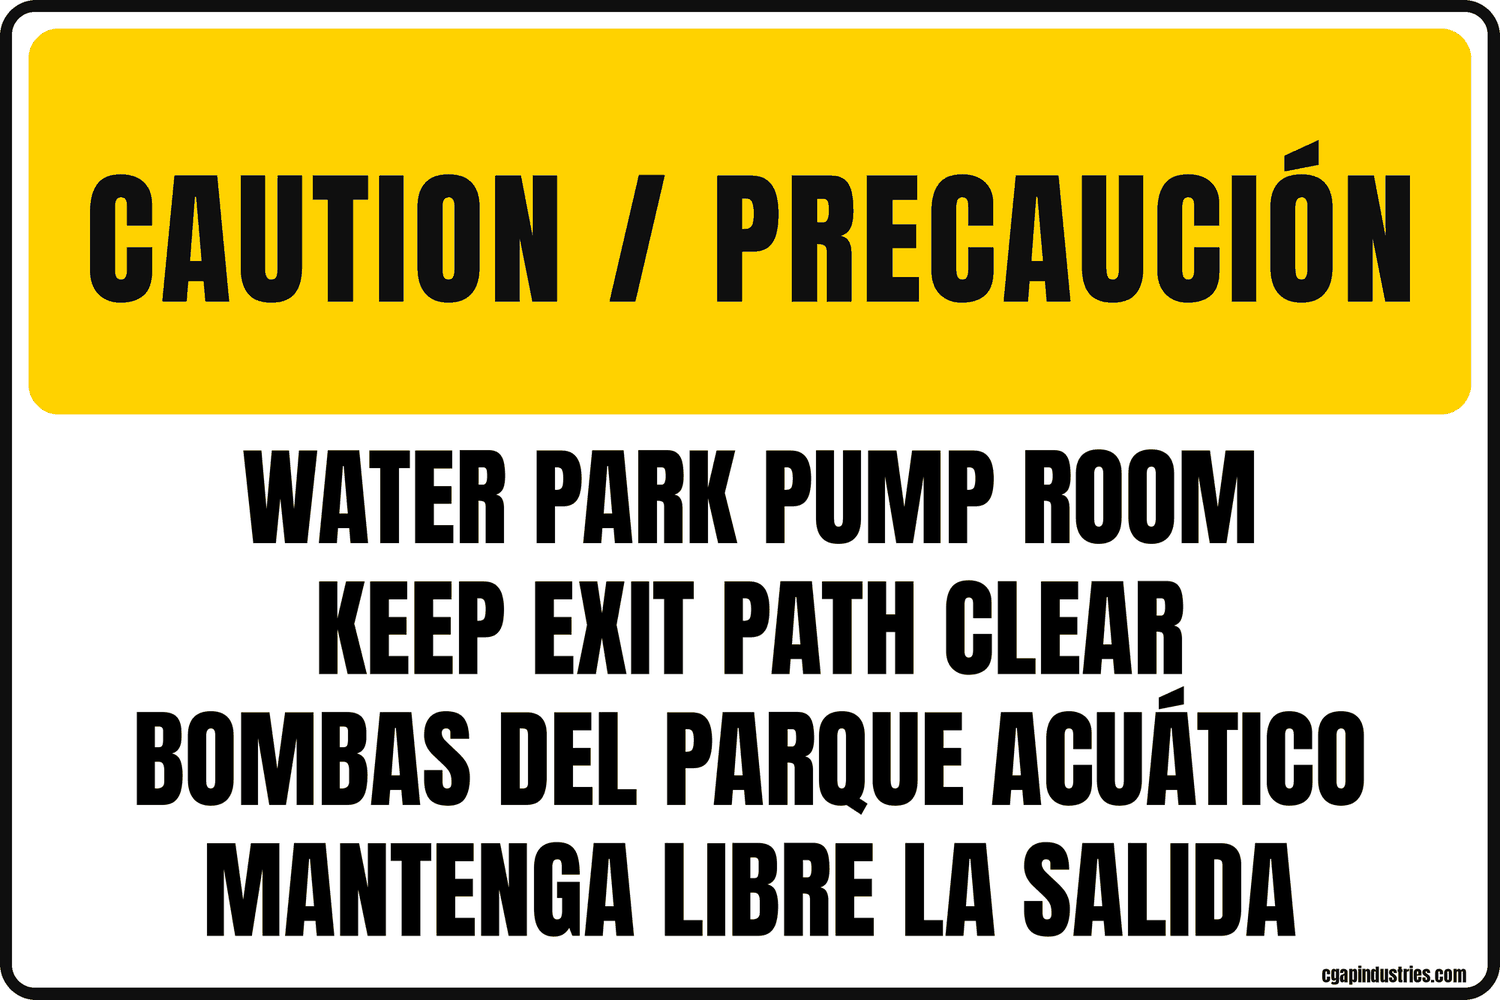 CAUTION / PRECAUCIÓN
WATER PARK PUMP ROOM
KEEP EXIT PATH CLEAR
BOMBAS DEL PARQUE ACUÁTICO
MANTENGA LIBRE LA SALIDA
cgapindustries.com